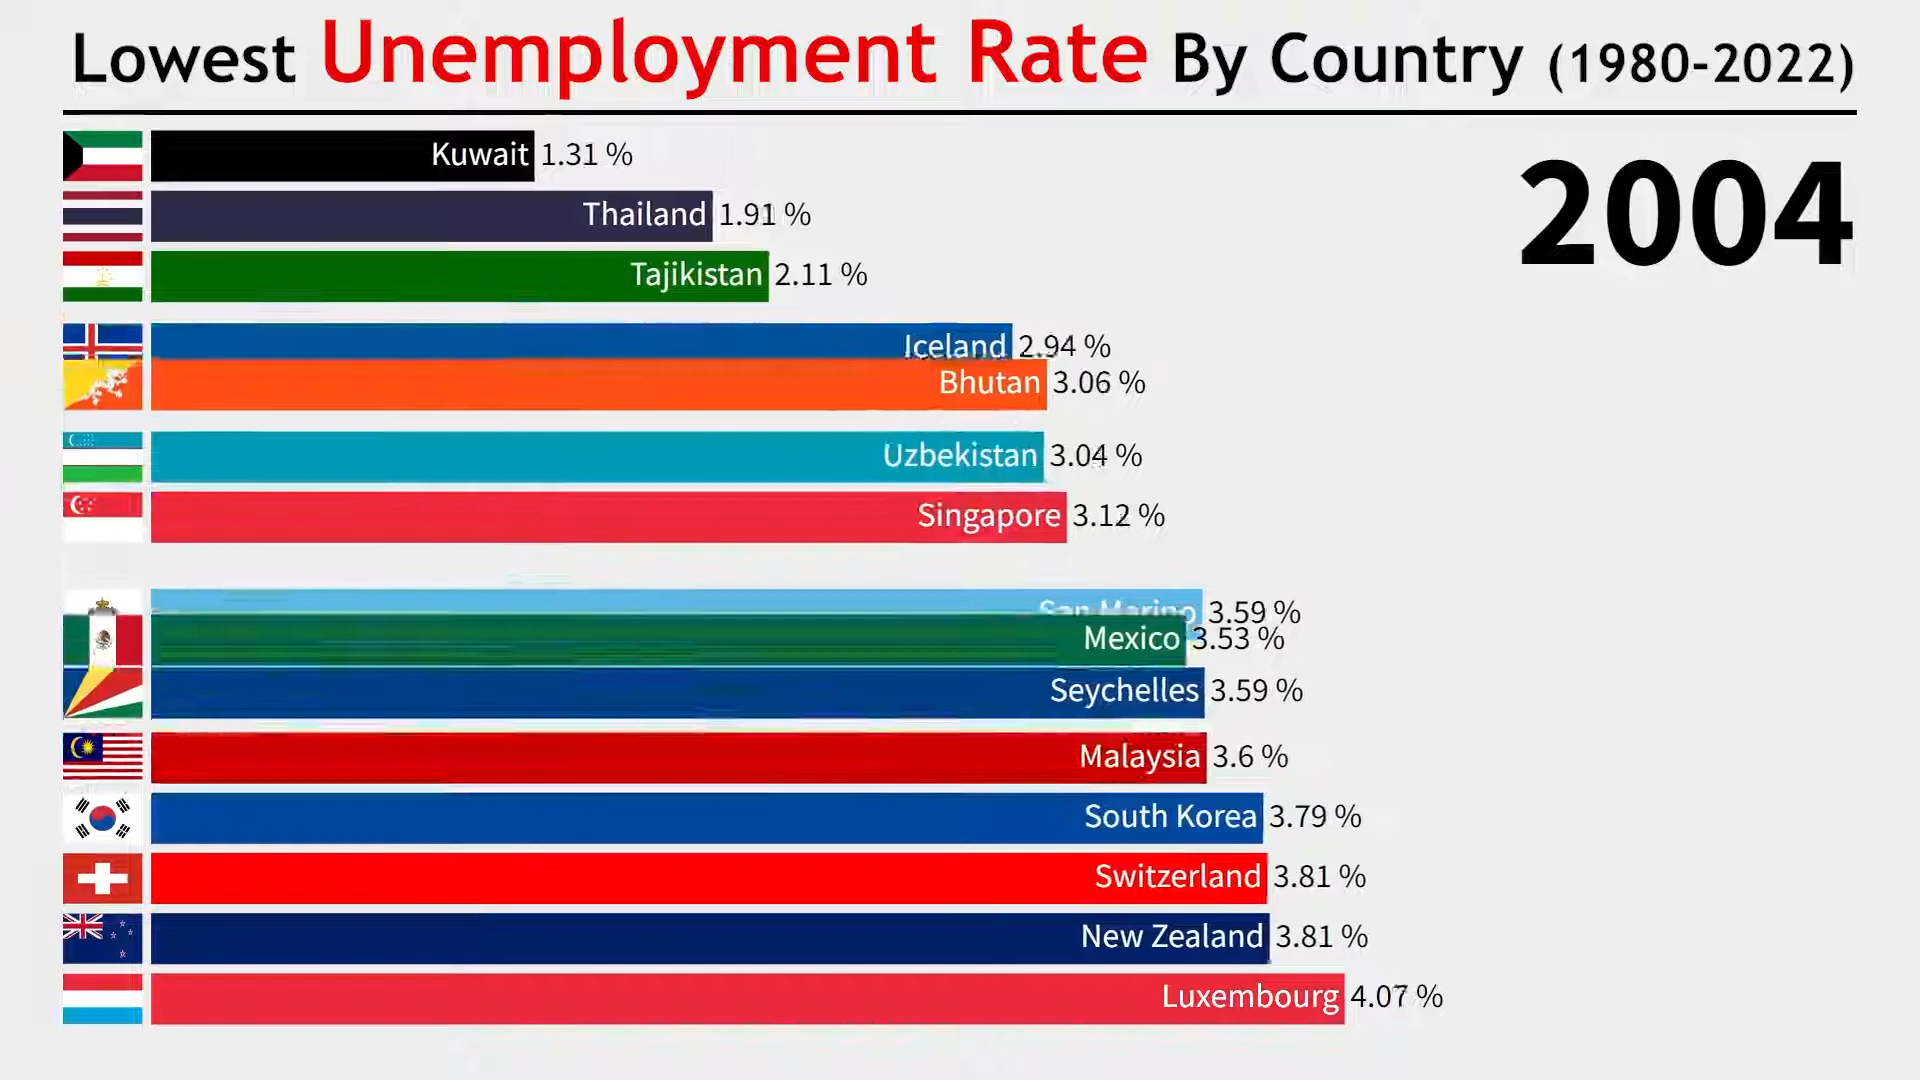 Lowest Unemployment Rate By Country (1980-2022)
2004
Kuwait 1.31 %
Thailand 1.91 %
Tajikistan 2.11 %
Iceland 2.94 %
Bhutan 3.06 %
Uzbekistan 3.04 %
Singapore 3.12 %
San Marino 3.59 %
Mexico 3.53 %
Seychelles 3.59 %
Malaysia 3.6 %
South Korea 3.79 %
Switzerland 3.81 %
New Zealand 3.81 %
Luxembourg 4.07 %